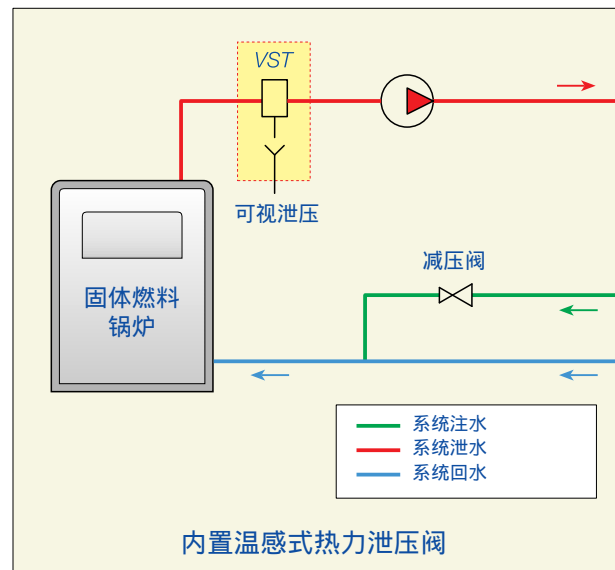 VST
可视泄压
减压阀
固体燃料
锅炉
系统注水
系统泄水
系统回水
内置温感式热力泄压阀